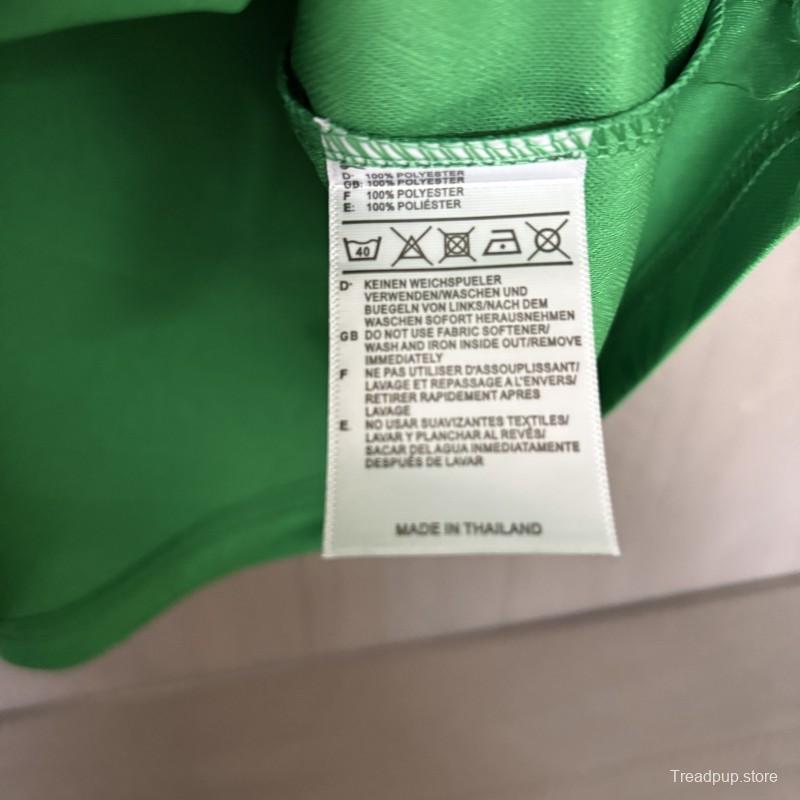 D· 100% POLYESTER
GB: 100% POLYESTER
F 100% POLYESTER
E: 100% POLIÉSTER
40
D· KEINEN WEICHSPUELER
VERWENDEN/WASCHEN UND
BUEGELN VON LINKS/NACH DEM
WASCHEN SOFORT HERAUSNEHMEN
GB DO NOT USE FABRIC SOFTENER/
WASH AND IRON INSIDE OUT/REMOVE
IMMEDIATELY
F NE PAS UTILISER D'ASSOUPLISSANT/
LAVAGE ET REPASSAGE A L'ENVERS/
RETIRER RAPIDEMENT APRES
LAVAGE
E. NO USAR SUAVIZANTES TEXTILES/
LAVAR Y PLANCHAR AL REVÉS/
SACAR DEL AGUA INMEDIATAMENTE
DESPUÉS DE LAVAR
MADE IN THAILAND
Treadpup.store